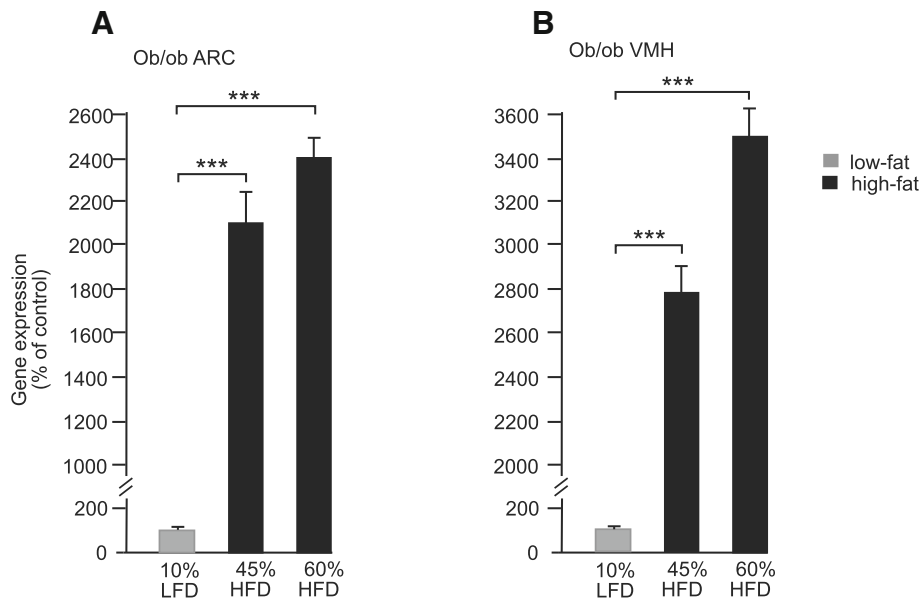 A
Ob/ob ARC
Gene expression
(% of control)
2600
2400
2200
2000
1800
1600
1400
1200
1000
200
0
***
***
10%
LFD
45%
HFD
60%
HFD
B
Ob/ob VMH
3600
3400
3200
3000
2800
2600
2400
2200
2000
200
0
***
***
10%
LFD
45%
HFD
60%
HFD
low-fat
high-fat